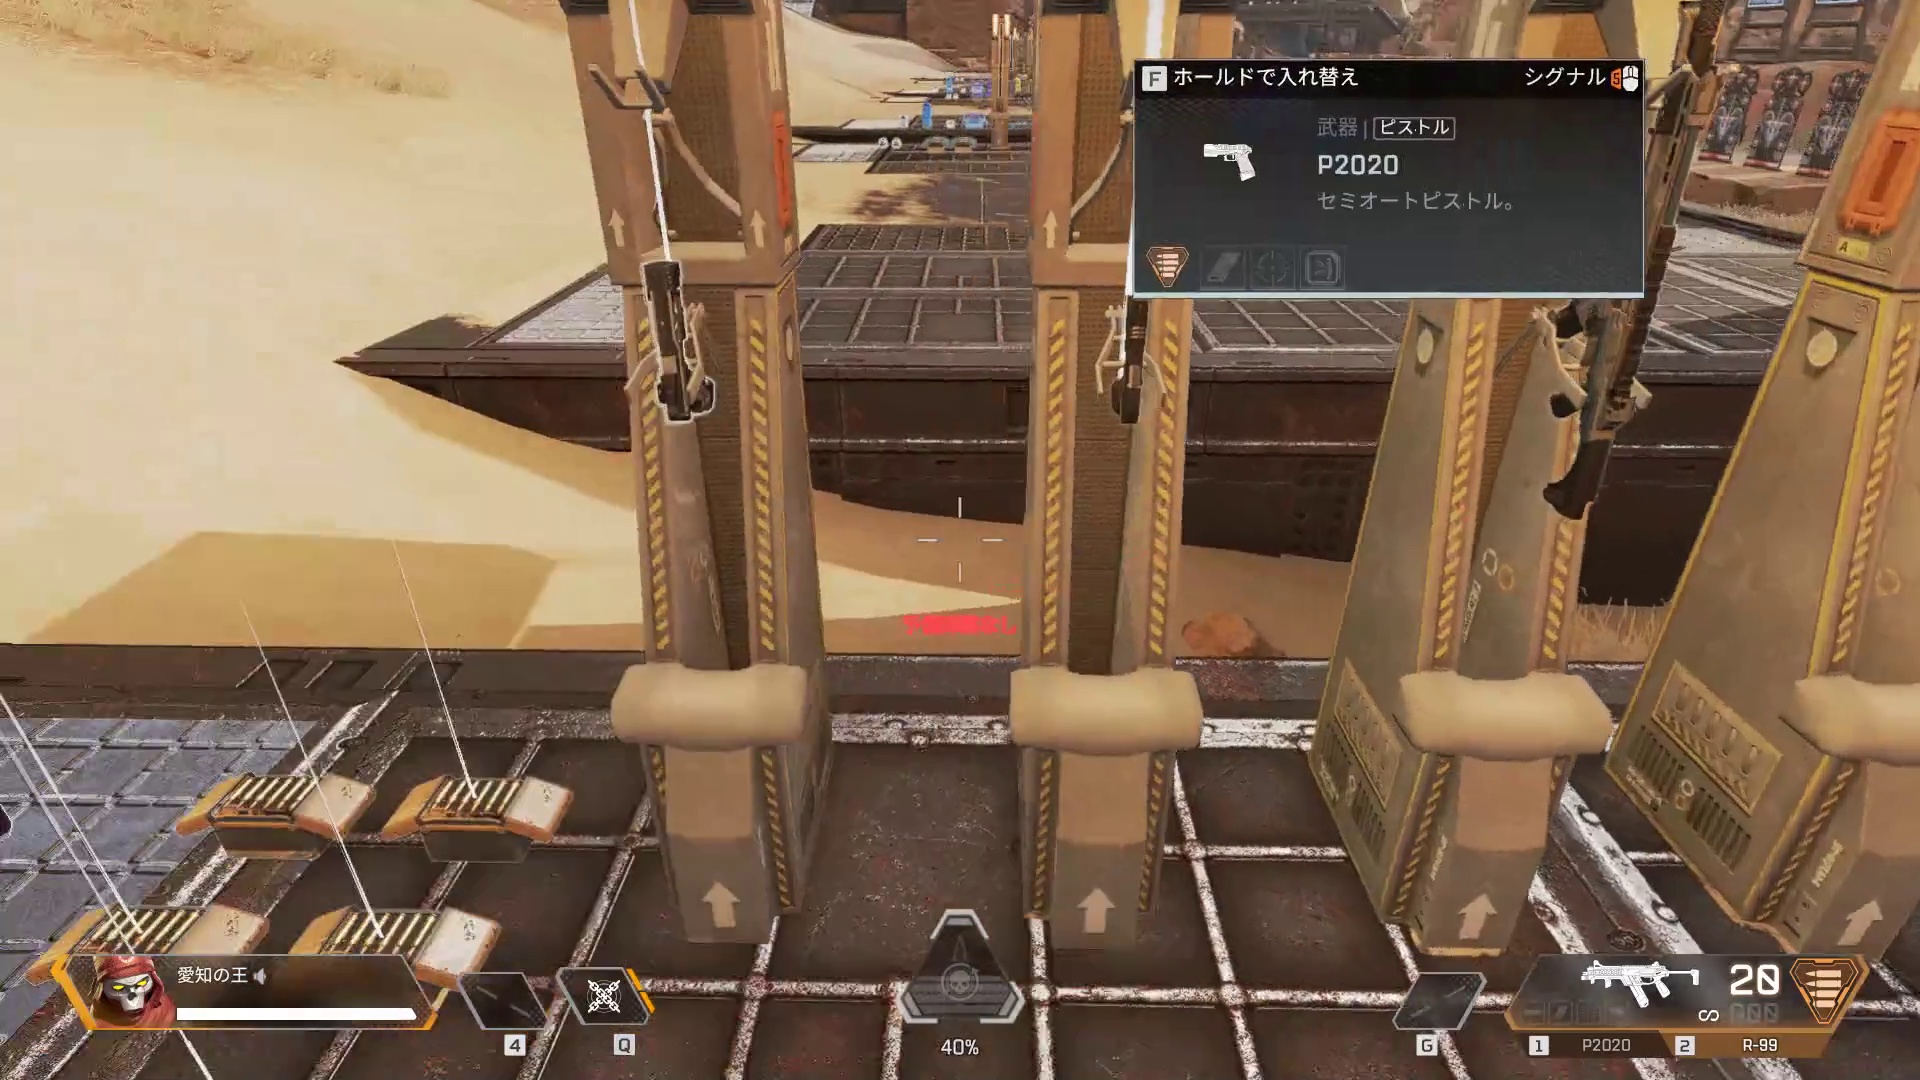 F ホールドで入れ替え
シグナル
武器 | ピストル
P2020
セミオートピストル。
愛知の王
4
Q
40%
G
20
∞
1 P2020
2 R-99